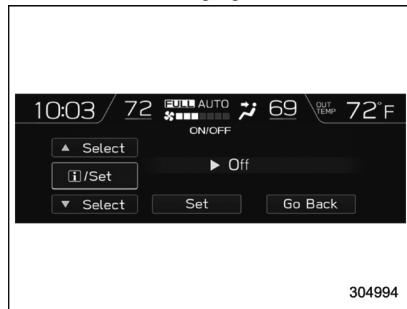 10:03 72 FULL AUTO 69 OUT TEMP 72°F
ON/OFF
▲ Select
i/Set
▶ Off
▼ Select Set Go Back
304994